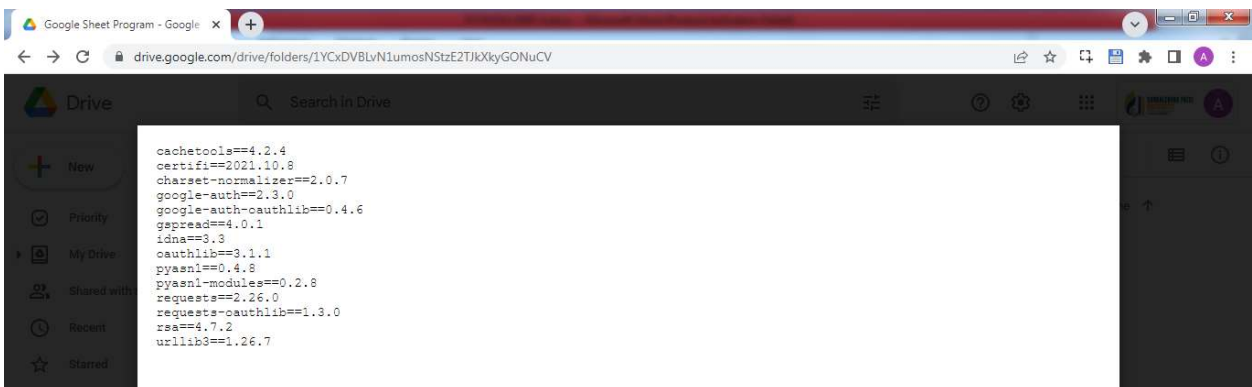 Google Sheet Program - Google
drive.google.com/drive/folders/1YCxDVBLvN1umosNStzE2TJkXkyGONuCV
A
Drive
Search in Drive
A
New
Priority
My Drive
Shared with
Recent
Starred
cachetools==4.2.4
certifi==2021.10.8
charset-normalizer==2.0.7
google-auth==2.3.0
google-auth-oauthlib==0.4.6
gspread==4.0.1
idna==3.3
oauthlib==3.1.1
pyasn1==0.4.8
pyasn1-modules==0.2.8
requests==2.26.0
requests-oauthlib==1.3.0
rsa==4.7.2
urllib3==1.26.7